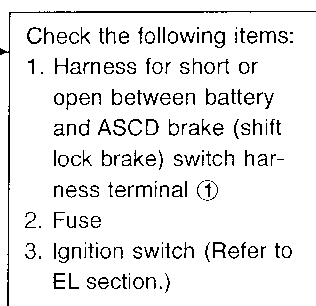 Check the following items:
1. Harness for short or
open between battery
and ASCD brake (shift
lock brake) switch har-
ness terminal ①
2. Fuse
3. Ignition switch (Refer to
EL section.)